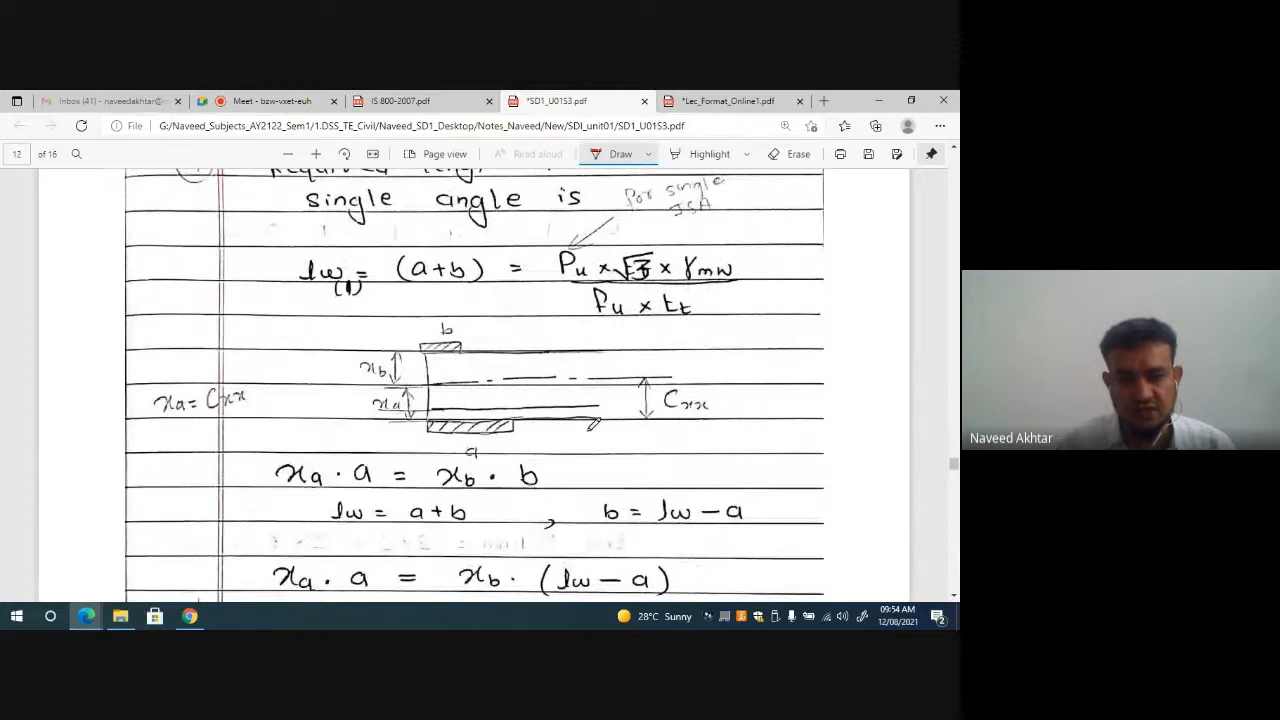 Inbox (41) - naveedakhtar@
Meet - bzw-vxet-euh
IS 800-2007.pdf
*SD1_U01S3.pdf
*Lec_Format_Online1.pdf
File
G:/Naveed_Subjects_AY2122_Sem1/1.DSS_TE_Civil/Naveed_SD1_Desktop/Notes_Naveed/New/SDI_unit01/SD1_U01S3.pdf
12
of 16
Page view
Read aloud
Draw
Highlight
Erase
single angle is
for single
ISA
lw = (a+b) = Pu × √3 × γmw
(1)
fu × tt
b
xb
xa = Cxx
xa
Cxx
a
xa · a = xb · b
lw = a+b
b = lw − a
xa · a = xb · (lw − a)
Naveed Akhtar
28°C Sunny
09:54 AM
12/08/2021
2